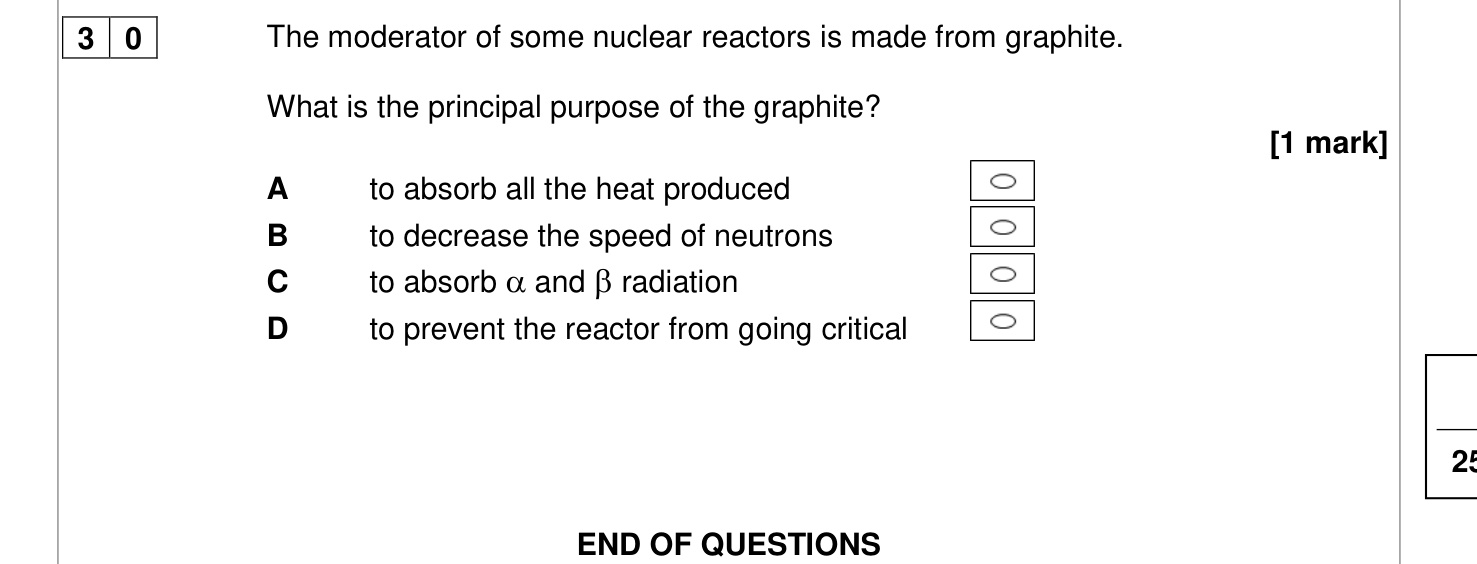 3 0 The moderator of some nuclear reactors is made from graphite.
What is the principal purpose of the graphite?
[1 mark]
A to absorb all the heat produced
B to decrease the speed of neutrons
C to absorb α and β radiation
D to prevent the reactor from going critical
25
END OF QUESTIONS